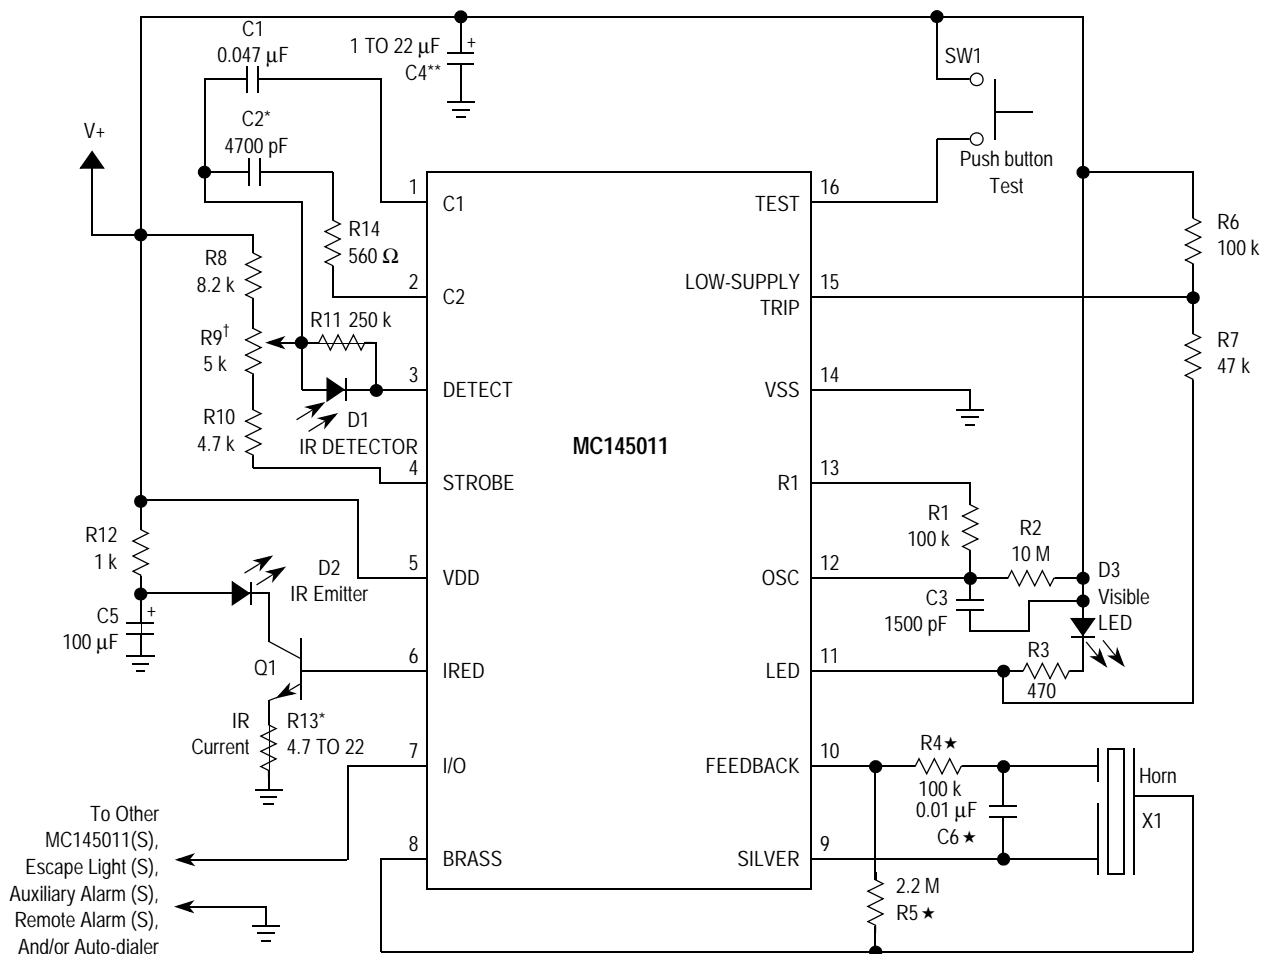 C1
0.047 µF
1 TO 22 µF
+
C4**
SW1
C2*
4700 pF
V+
Push button
Test
1
C1
16
TEST
R14
560 Ω
R6
100 k
R8
8.2 k
2
C2
LOW-SUPPLY
TRIP
15
R11 250 k
R9†
5 k
R7
47 k
3
DETECT
14
VSS
D1
IR DETECTOR
R10
4.7 k
MC145011
4
STROBE
13
R1
R1
100 k
R2
10 M
R12
1 k
D2
IR Emitter
5
VDD
12
OSC
D3
Visible
LED
C3
1500 pF
C5
100 µF
+
Q1
6
IRED
11
LED
R3
470
IR
Current
R13*
4.7 TO 22
7
I/O
10
FEEDBACK
R4★
100 k
0.01 µF
C6★
Horn
X1
To Other
MC145011(S),
Escape Light (S),
Auxiliary Alarm (S),
Remote Alarm (S),
And/or Auto-dialer
8
BRASS
9
SILVER
2.2 M
R5★